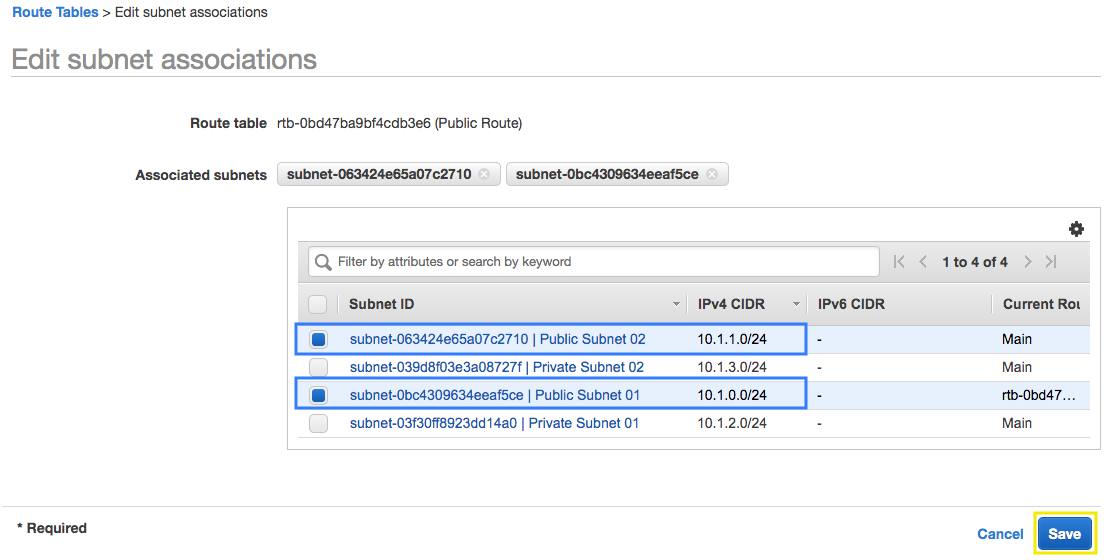 Route Tables > Edit subnet associations
Edit subnet associations
Route table rtb-0bd47ba9bf4cdb3e6 (Public Route)
Associated subnets subnet-063424e65a07c2710 subnet-0bc4309634eeaf5ce
Filter by attributes or search by keyword 1 to 4 of 4
Subnet ID IPv4 CIDR IPv6 CIDR Current Rou
subnet-063424e65a07c2710 | Public Subnet 02 10.1.1.0/24 - Main
subnet-039d8f03e3a08727f | Private Subnet 02 10.1.3.0/24 - Main
subnet-0bc4309634eeaf5ce | Public Subnet 01 10.1.0.0/24 - rtb-0bd47...
subnet-03f30ff8923dd14a0 | Private Subnet 01 10.1.2.0/24 - Main
* Required
Cancel Save